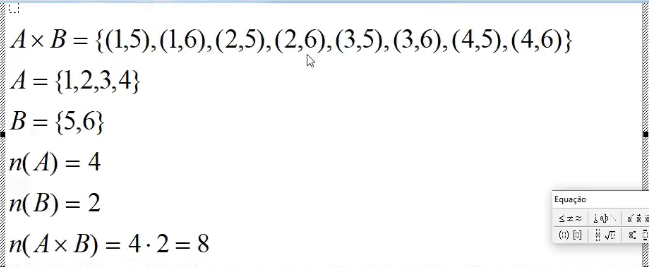 A × B = {(1,5),(1,6),(2,5),(2,6),(3,5),(3,6),(4,5),(4,6)}
A = {1,2,3,4}
B = {5,6}
n(A) = 4
n(B) = 2
Equação
n(A × B) = 4 · 2 = 8